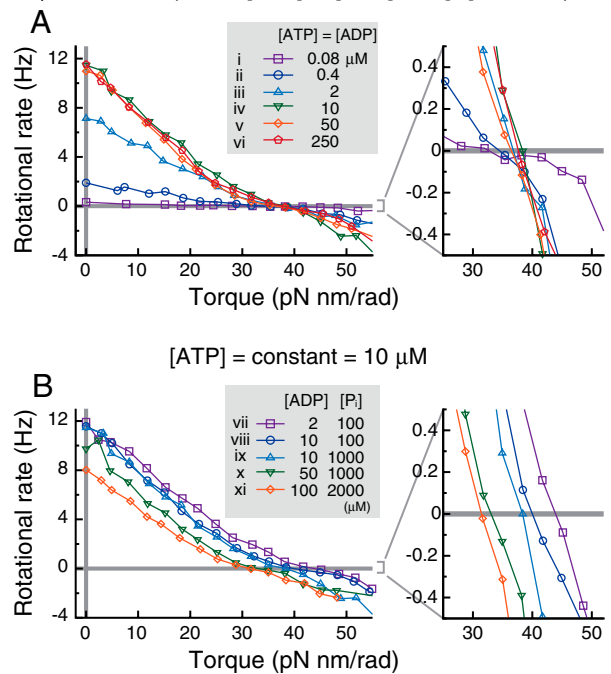 A
[ATP] = [ADP]
i 0.08 μM
ii 0.4
iii 2
iv 10
v 50
vi 250
Rotational rate (Hz)
12
8
4
0
-4
0 10 20 30 40 50
Torque (pN nm/rad)
0.4
0.2
0
-0.2
-0.4
30 40 50
[ATP] = constant = 10 μM
B
[ADP] [Pi]
vii 2 100
viii 10 100
ix 10 1000
x 50 1000
xi 100 2000
(μM)
Rotational rate (Hz)
12
8
4
0
-4
0 10 20 30 40 50
Torque (pN nm/rad)
0.4
0.2
0
-0.2
-0.4
30 40 50